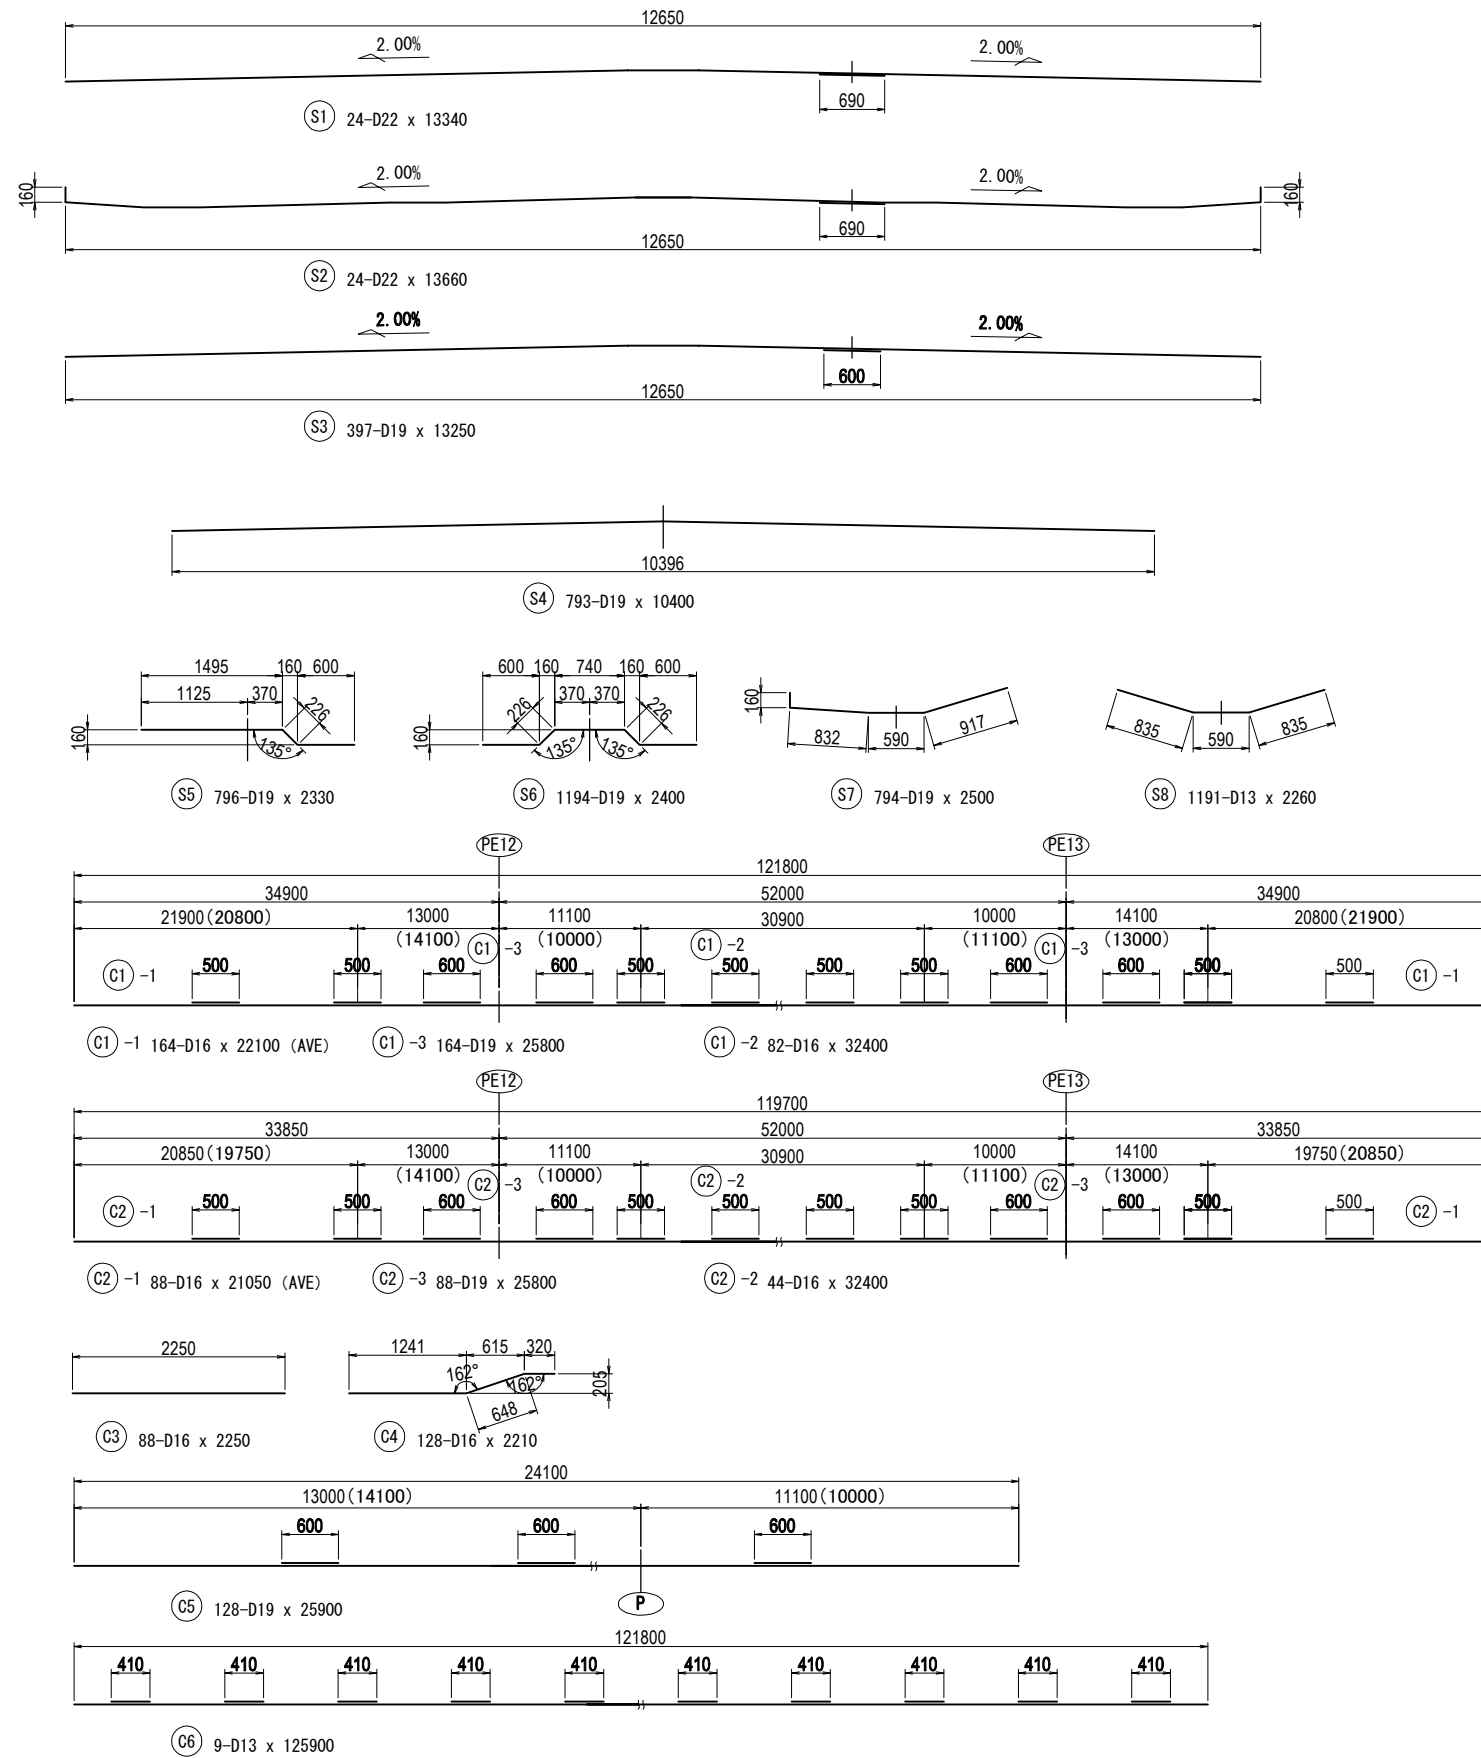 12650
2.00%
2.00%
690
S1 24-D22 x 13340
160
2.00%
2.00%
160
690
12650
S2 24-D22 x 13660
2.00%
2.00%
600
12650
S3 397-D19 x 13250
10396
S4 793-D19 x 10400
1495 160 600
1125 370
226
160
135°
S5 796-D19 x 2330
600 160 740 160 600
370 370
226
226
160
135°
135°
S6 1194-D19 x 2400
160
832
590
917
S7 794-D19 x 2500
835
590
835
S8 1191-D13 x 2260
PE12
PE13
121800
34900
52000
34900
21900(20800)
13000
(14100)
11100
(10000)
30900
10000
(11100)
14100
(13000)
20800(21900)
C1 -3
C1 -2
C1 -3
C1 -1
500 500 600 600 500 500 500 500 600 600 500 500
C1 -1
C1 -1 164-D16 x 22100 (AVE)
C1 -3 164-D19 x 25800
C1 -2 82-D16 x 32400
PE12
PE13
119700
33850
52000
33850
20850(19750)
13000
(14100)
11100
(10000)
30900
10000
(11100)
14100
(13000)
19750(20850)
C2 -3
C2 -2
C2 -3
C2 -1
500 500 600 600 500 500 500 500 600 600 500 500
C2 -1
C2 -1 88-D16 x 21050 (AVE)
C2 -3 88-D19 x 25800
C2 -2 44-D16 x 32400
2250
C3 88-D16 x 2250
1241 615 320
162°
162°
205
648
C4 128-D16 x 2210
24100
13000(14100)
11100(10000)
600 600 600
P
C5 128-D19 x 25900
121800
410 410 410 410 410 410 410 410 410 410
C6 9-D13 x 125900